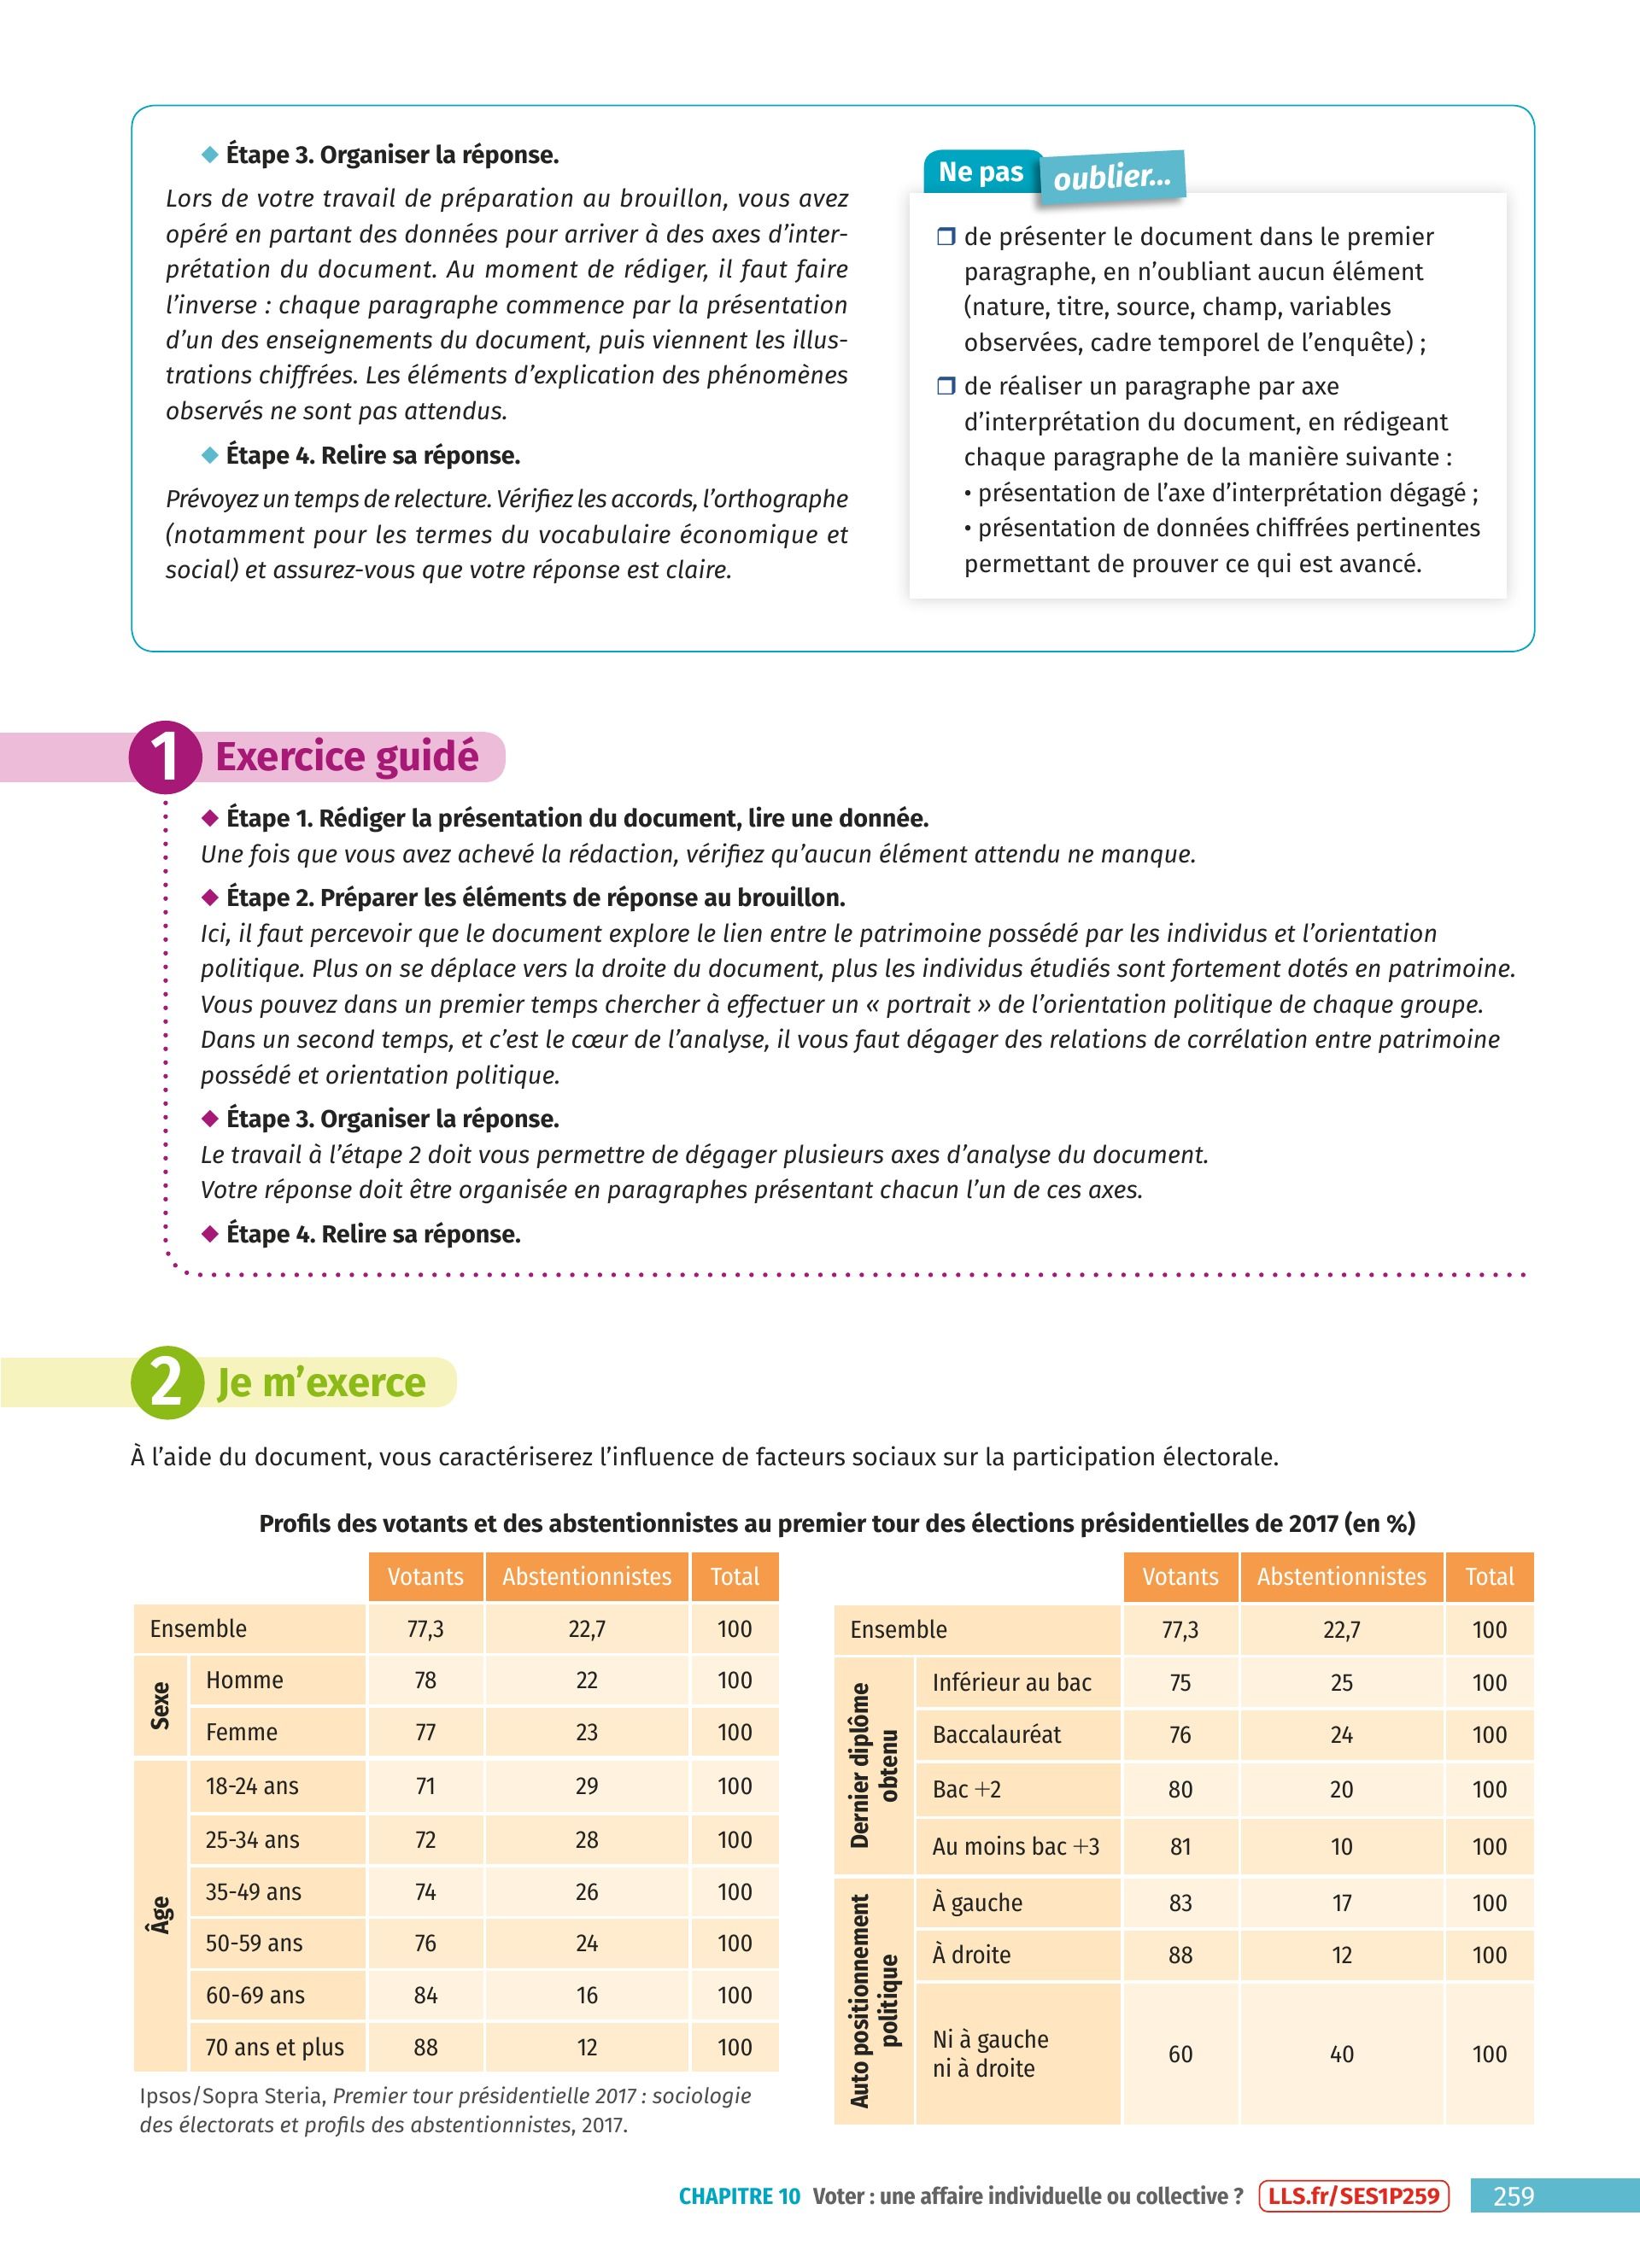 ◆ Étape 3. Organiser la réponse.
Lors de votre travail de préparation au brouillon, vous avez
opéré en partant des données pour arriver à des axes d’inter-
prétation du document. Au moment de rédiger, il faut faire
l’inverse : chaque paragraphe commence par la présentation
d’un des enseignements du document, puis viennent les illus-
trations chiffrées. Les éléments d’explication des phénomènes
observés ne sont pas attendus.
◆ Étape 4. Relire sa réponse.
Prévoyez un temps de relecture. Vérifiez les accords, l’orthographe
(notamment pour les termes du vocabulaire économique et
social) et assurez-vous que votre réponse est claire.
Ne pas oublier...
❒ de présenter le document dans le premier
paragraphe, en n’oubliant aucun élément
(nature, titre, source, champ, variables
observées, cadre temporel de l’enquête) ;
❒ de réaliser un paragraphe par axe
d’interprétation du document, en rédigeant
chaque paragraphe de la manière suivante :
• présentation de l’axe d’interprétation dégagé ;
• présentation de données chiffrées pertinentes
permettant de prouver ce qui est avancé.
1 Exercice guidé
◆ Étape 1. Rédiger la présentation du document, lire une donnée.
Une fois que vous avez achevé la rédaction, vérifiez qu’aucun élément attendu ne manque.
◆ Étape 2. Préparer les éléments de réponse au brouillon.
Ici, il faut percevoir que le document explore le lien entre le patrimoine possédé par les individus et l’orientation
politique. Plus on se déplace vers la droite du document, plus les individus étudiés sont fortement dotés en patrimoine.
Vous pouvez dans un premier temps chercher à effectuer un « portrait » de l’orientation politique de chaque groupe.
Dans un second temps, et c’est le cœur de l’analyse, il vous faut dégager des relations de corrélation entre patrimoine
possédé et orientation politique.
◆ Étape 3. Organiser la réponse.
Le travail à l’étape 2 doit vous permettre de dégager plusieurs axes d’analyse du document.
Votre réponse doit être organisée en paragraphes présentant chacun l’un de ces axes.
◆ Étape 4. Relire sa réponse.
2 Je m’exerce
À l’aide du document, vous caractériserez l’influence de facteurs sociaux sur la participation électorale.
Profils des votants et des abstentionnistes au premier tour des élections présidentielles de 2017 (en %)
Votants Abstentionnistes Total
Ensemble 77,3 22,7 100
Sexe
Homme 78 22 100
Femme 77 23 100
Âge
18-24 ans 71 29 100
25-34 ans 72 28 100
35-49 ans 74 26 100
50-59 ans 76 24 100
60-69 ans 84 16 100
70 ans et plus 88 12 100
Ipsos/Sopra Steria, Premier tour présidentielle 2017 : sociologie
des électorats et profils des abstentionnistes, 2017.
Votants Abstentionnistes Total
Ensemble 77,3 22,7 100
Dernier diplôme
obtenu
Inférieur au bac 75 25 100
Baccalauréat 76 24 100
Bac +2 80 20 100
Au moins bac +3 81 10 100
Auto positionnement
politique
À gauche 83 17 100
À droite 88 12 100
Ni à gauche
ni à droite 60 40 100
CHAPITRE 10 Voter : une affaire individuelle ou collective ? LLS.fr/SES1P259 259